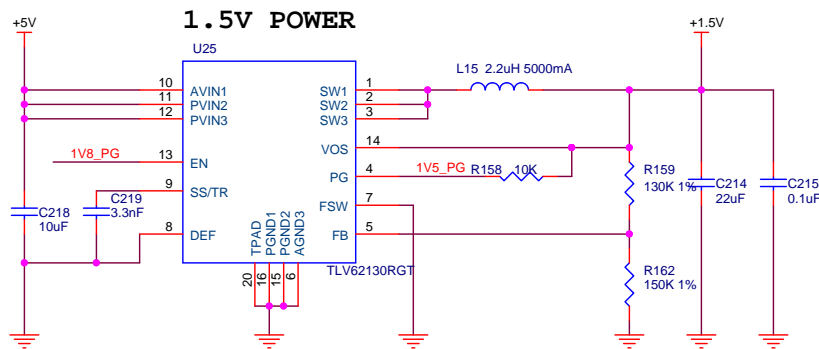 1.5V POWER
+5V
+1.5V
U25
L15 2.2uH 5000mA
10 AVIN1 SW1 1
11 PVIN2 SW2 2
12 PVIN3 SW3 3
VOS 14
1V8_PG 13 EN
PG 4 1V5_PG R158 10K
9 SS/TR
FSW 7
8 DEF
FB 5
C218
10uF
C219
3.3nF
TPAD PGND1 PGND2 AGND3
20 16 15 6
TLV62130RGT
R159
130K 1%
R162
150K 1%
C214
22uF
C215
0.1uF